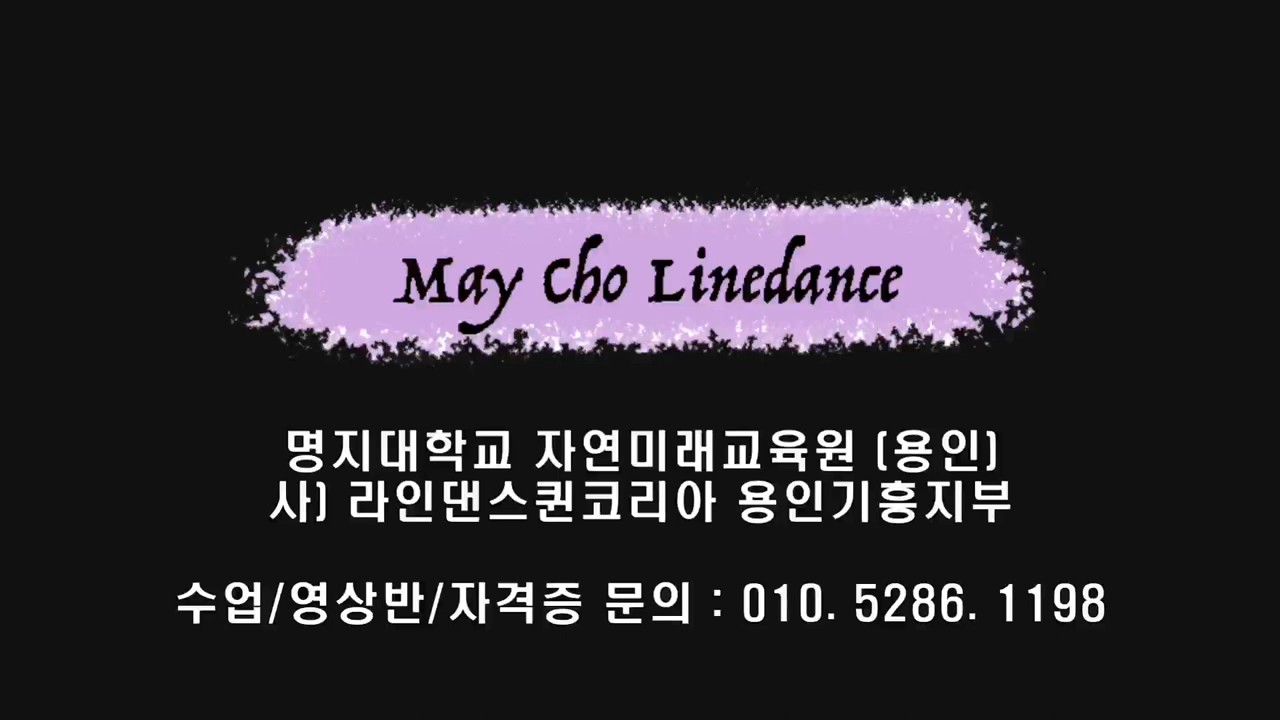 May Cho Linedance
명지대학교 자연미래교육원 (용인)
사) 라인댄스퀸코리아 용인기흥지부
수업/영상반/자격증 문의 : 010. 5286. 1198